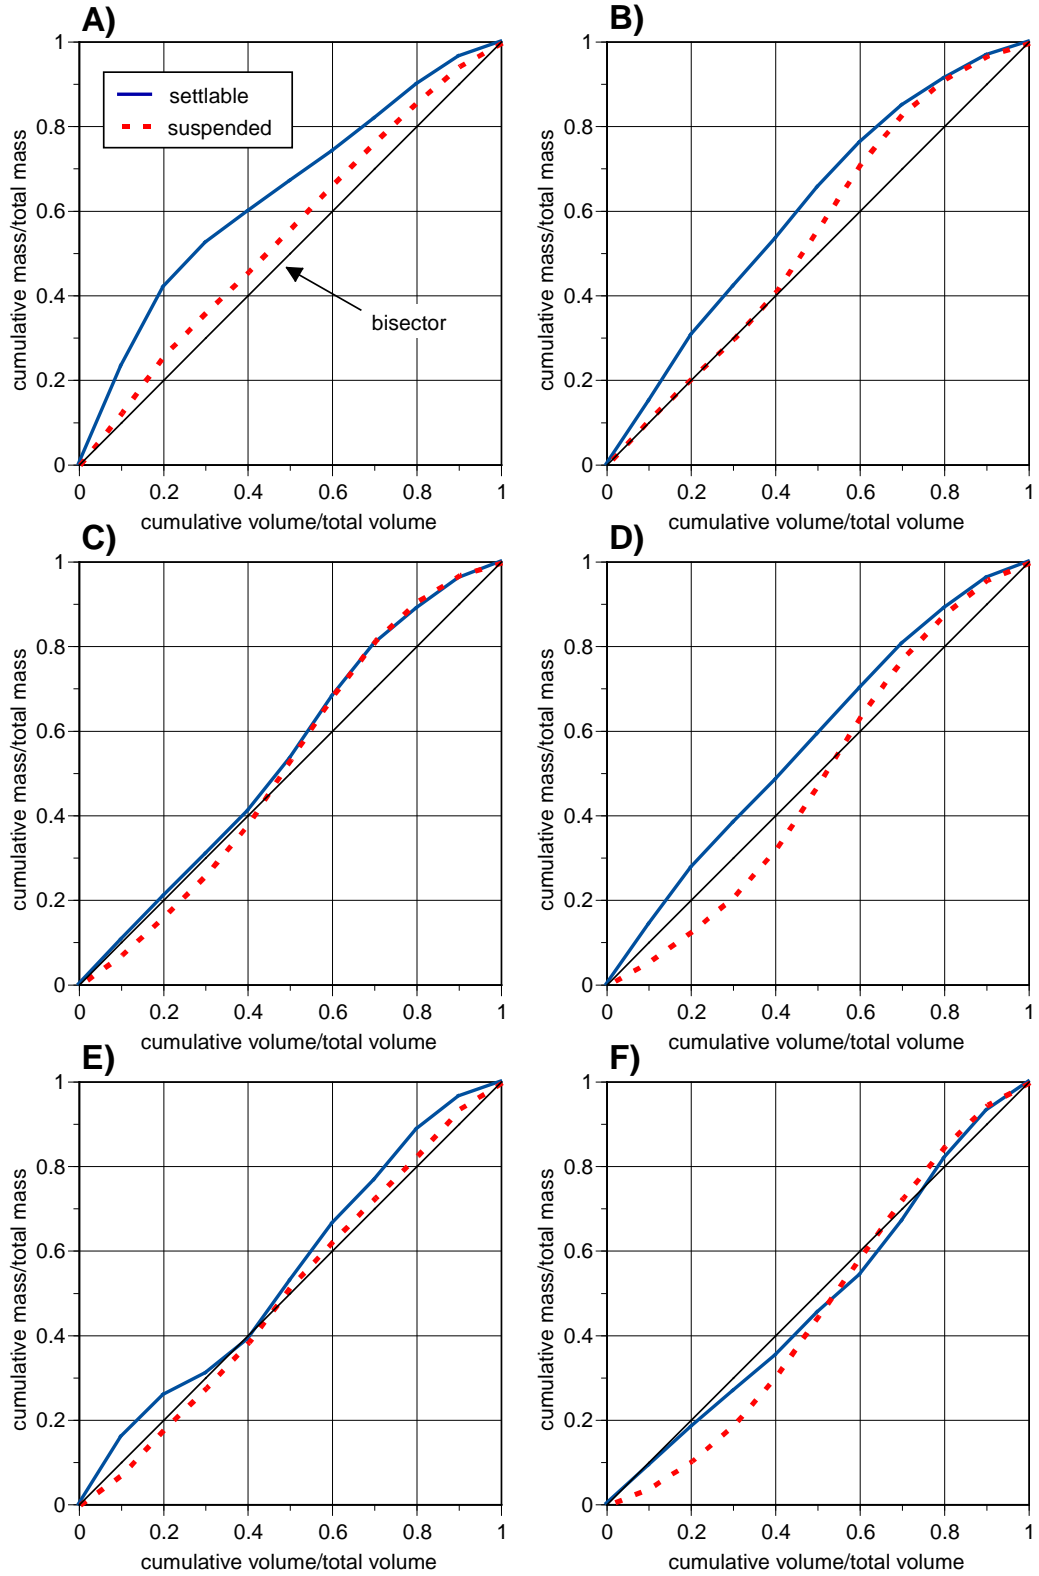 A)
1
0.8
0.6
0.4
0.2
0
cumulative mass/total mass
settlable
suspended
bisector
0 0.2 0.4 0.6 0.8 1
cumulative volume/total volume
B)
1
0.8
0.6
0.4
0.2
0
cumulative mass/total mass
0 0.2 0.4 0.6 0.8 1
cumulative volume/total volume
C)
1
0.8
0.6
0.4
0.2
0
cumulative mass/total mass
0 0.2 0.4 0.6 0.8 1
cumulative volume/total volume
D)
1
0.8
0.6
0.4
0.2
0
cumulative mass/total mass
0 0.2 0.4 0.6 0.8 1
cumulative volume/total volume
E)
1
0.8
0.6
0.4
0.2
0
cumulative mass/total mass
0 0.2 0.4 0.6 0.8 1
cumulative volume/total volume
F)
1
0.8
0.6
0.4
0.2
0
cumulative mass/total mass
0 0.2 0.4 0.6 0.8 1
cumulative volume/total volume